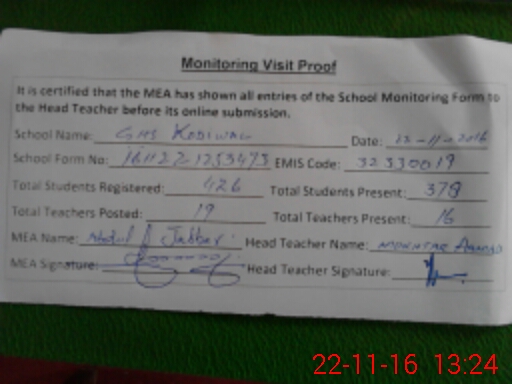 Monitoring Visit Proof
It is certified that the MEA has shown all entries of the School Monitoring Form to
the Head Teacher before its online submission.
School Name: GHS KODIWAL Date: 22-11-2016
School Form No: EMIS Code: 32330019
Total Students Registered: 426 Total Students Present: 378
Total Teachers Posted: 19 Total Teachers Present: 16
MEA Name: Abdul Jabbar Head Teacher Name: Ahmad
MEA Signature: Head Teacher Signature:
22-11-16 13:24